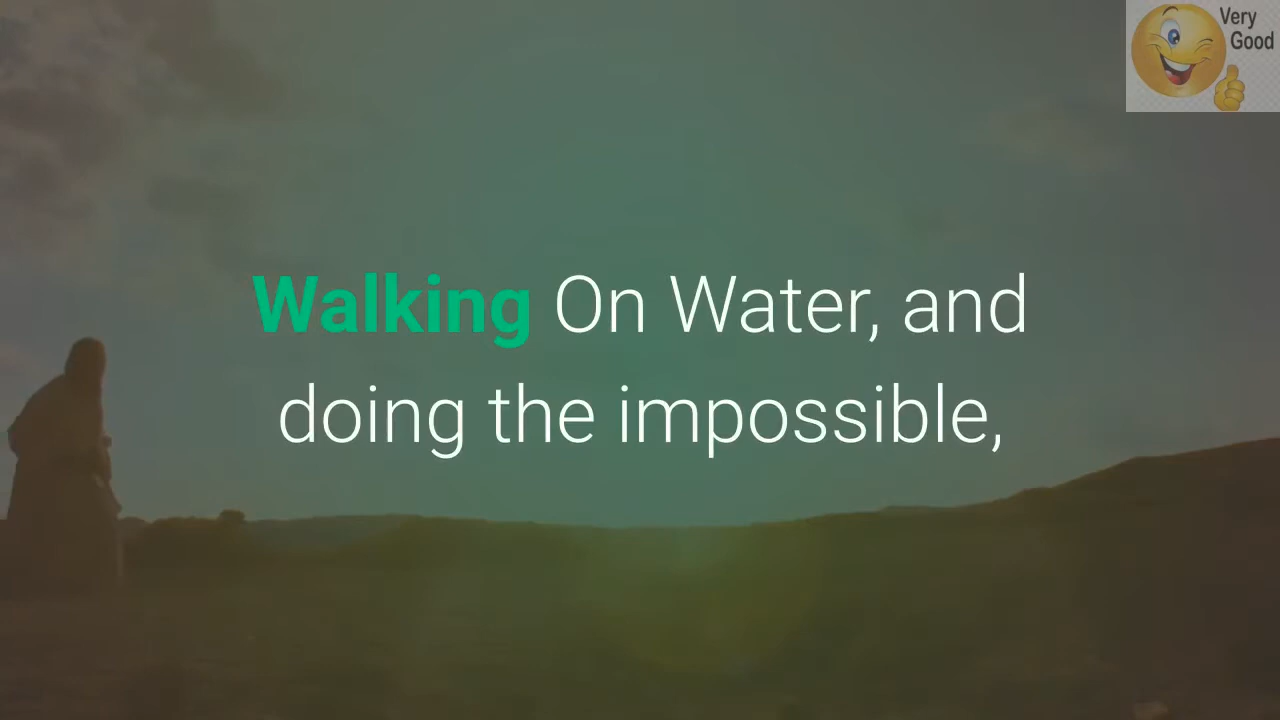 Very
Good
Walking On Water, and
doing the impossible,